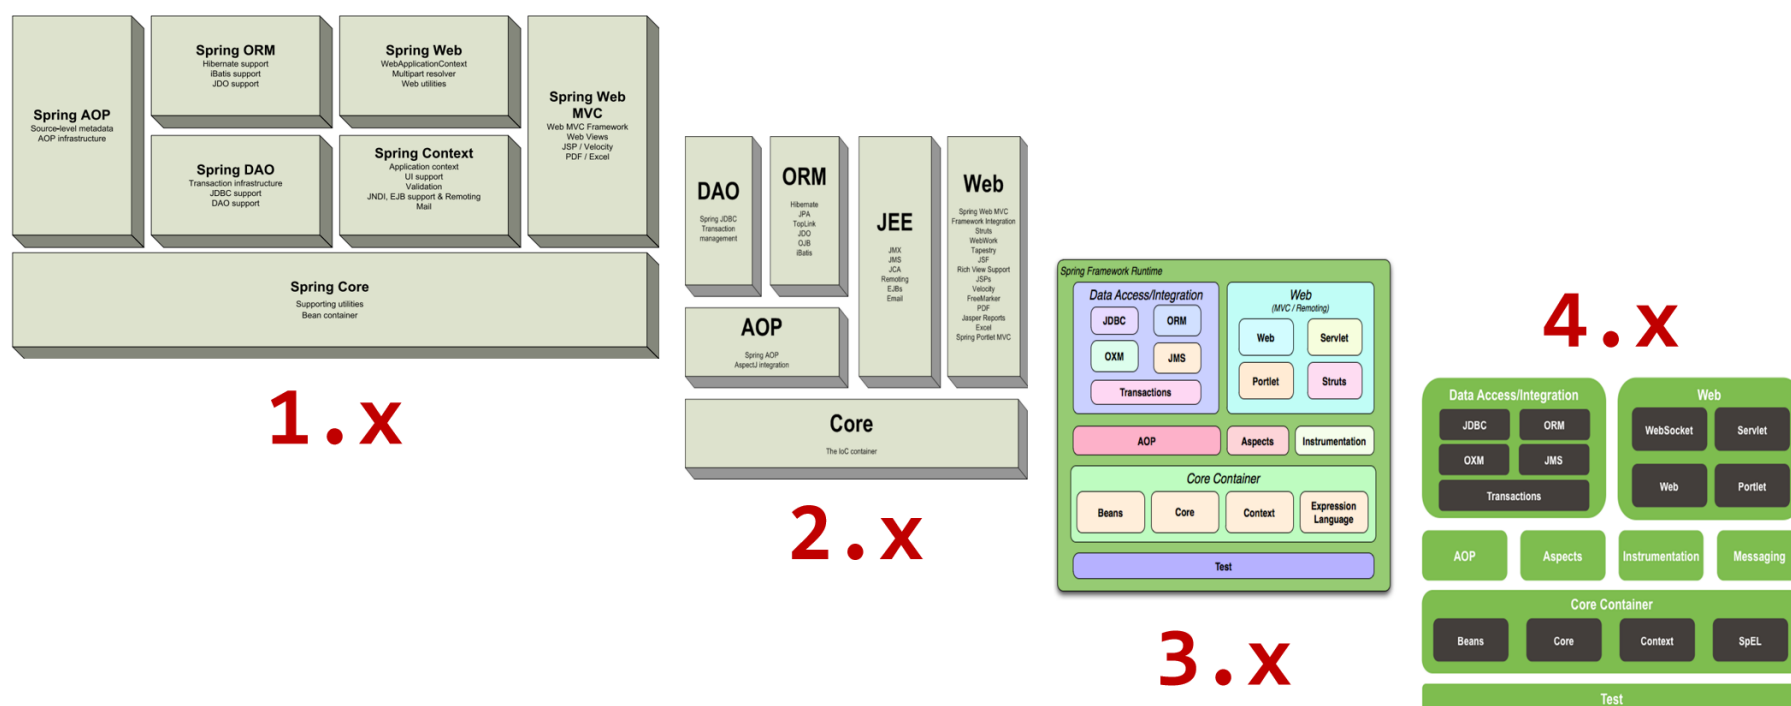 Spring AOP
Source-level metadata
AOP infrastructure
Spring ORM
Hibernate support
iBatis support
JDO support
Spring Web
WebApplicationContext
Multipart resolver
Web utilities
Spring DAO
Transaction infrastructure
JDBC support
DAO support
Spring Context
Application context
UI support
Validation
JNDI, EJB support & Remoting
Mail
Spring Web
MVC
Web MVC Framework
Web Views
JSP / Velocity
PDF / Excel
Spring Core
Supporting utilities
Bean container
1.x
DAO
Spring JDBC
Transaction
management
ORM
Hibernate
JPA
TopLink
JDO
OJB
iBatis
JEE
JMX
JMS
JCA
Remoting
EJBs
Email
Web
Spring Web MVC
Framework Integration
Struts
WebWork
Tapestry
JSF
Rich View Support
JSPs
Velocity
FreeMarker
PDF
Jasper Reports
Excel
Spring Portlet MVC
AOP
Spring AOP
AspectJ integration
Core
The IoC container
2.x
Spring Framework Runtime
Data Access/Integration
JDBC
ORM
OXM
JMS
Transactions
Web
(MVC / Remoting)
Web
Servlet
Portlet
Struts
AOP
Aspects
Instrumentation
Core Container
Beans
Core
Context
Expression
Language
Test
3.x
4.x
Data Access/Integration
JDBC
ORM
OXM
JMS
Transactions
Web
WebSocket
Servlet
Web
Portlet
AOP
Aspects
Instrumentation
Messaging
Core Container
Beans
Core
Context
SpEL
Test